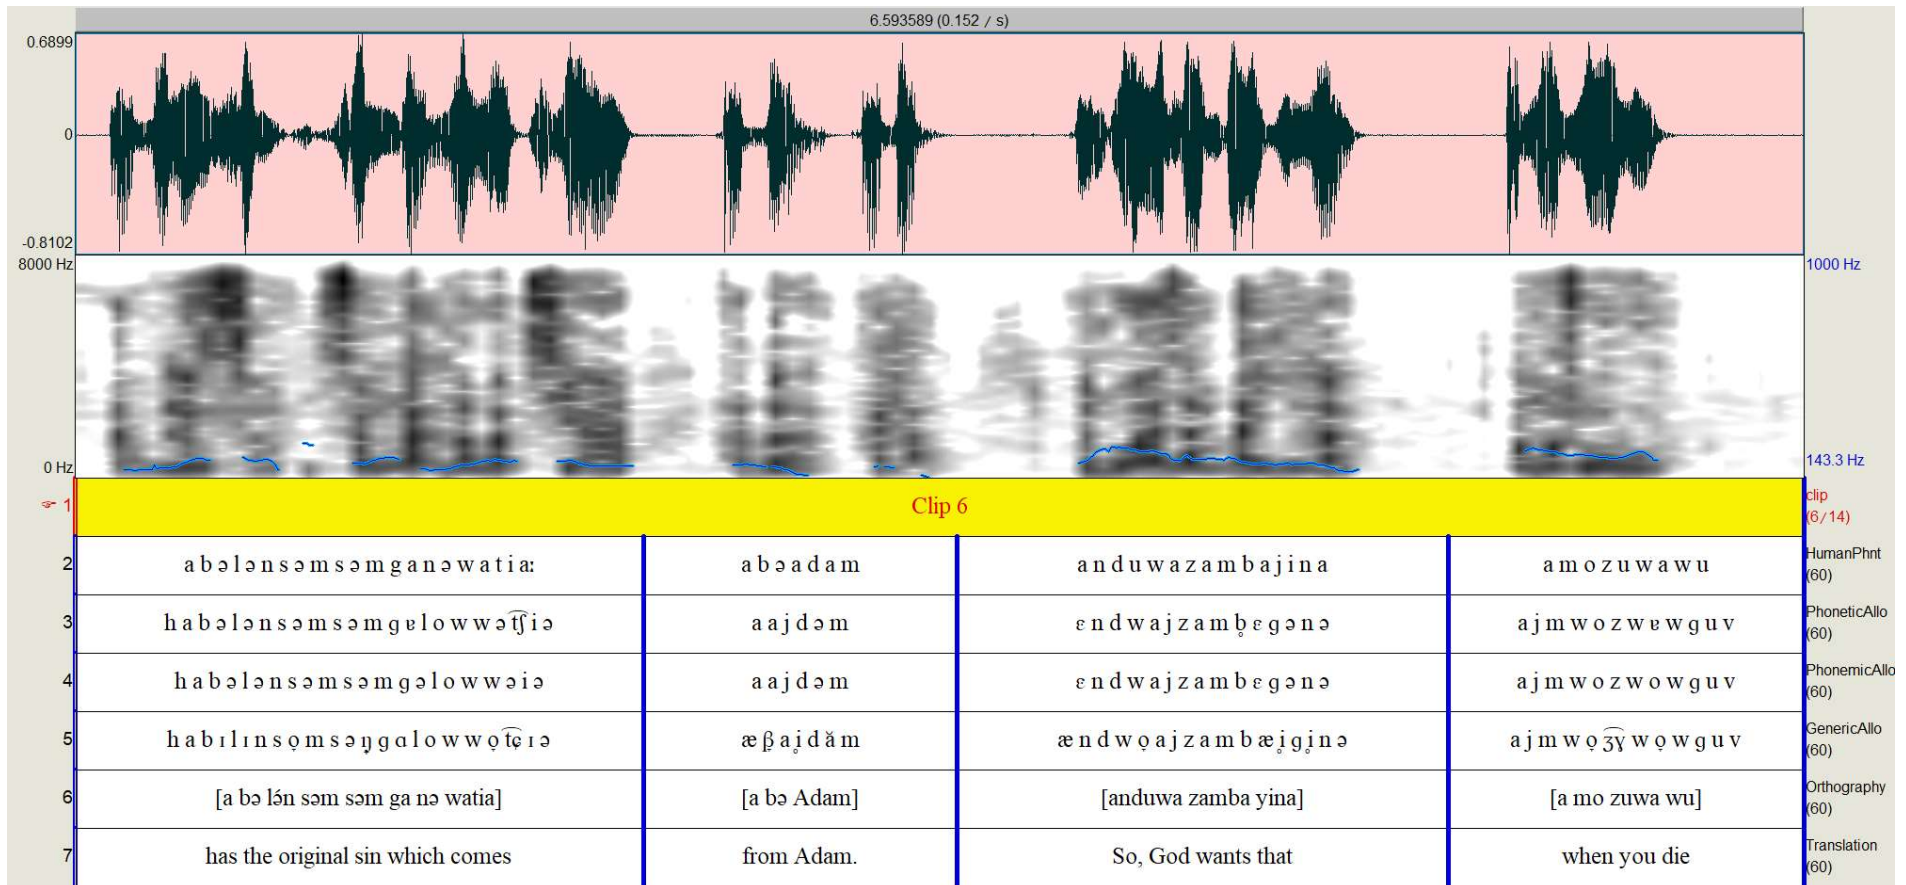 6.593589 (0.152 / s)
0.6899
0
-0.8102
8000 Hz
1000 Hz
0 Hz
143.3 Hz
☞ 1 Clip 6 clip (6/14)
2 a b ə l ə n s ə m s ə m g a n ə w a t i a: a b ə a d a m a n d u w a z a m b a j i n a a m o z u w a w u HumanPhnt (60)
3 h a b ə l ə n s ə m s ə m ɡ ɐ l o w w ə t͡ʃ i ə a a j d ə m ɛ n d w a j z a m b̥ ɛ ɡ ə n ə a j m w o z w ɐ w ɡ u v PhoneticAllo (60)
4 h a b ə l ə n s ə m s ə m ɡ ə l o w w ə i ə a a j d ə m ɛ n d w a j z a m b ɛ ɡ ə n ə a j m w o z w o w ɡ u v PhonemicAllo (60)
5 h a b ɪ l ɪ n s o̞ m s ə ŋ̟ ɡ ɑ l o w w o̞ t͡ɕ ɪ ə æ β̞ a i̥ d ă m æ n d w o̞ a j z a m b æ i̥ ɡ i̥ n ə a j m w o̞ ʒ͡ɣ w o̞ w ɡ u v GenericAllo (60)
6 [a bə lə́n səm səm ga nə watia] [a bə Adam] [anduwa zamba yina] [a mo zuwa wu] Orthography (60)
7 has the original sin which comes from Adam. So, God wants that when you die Translation (60)